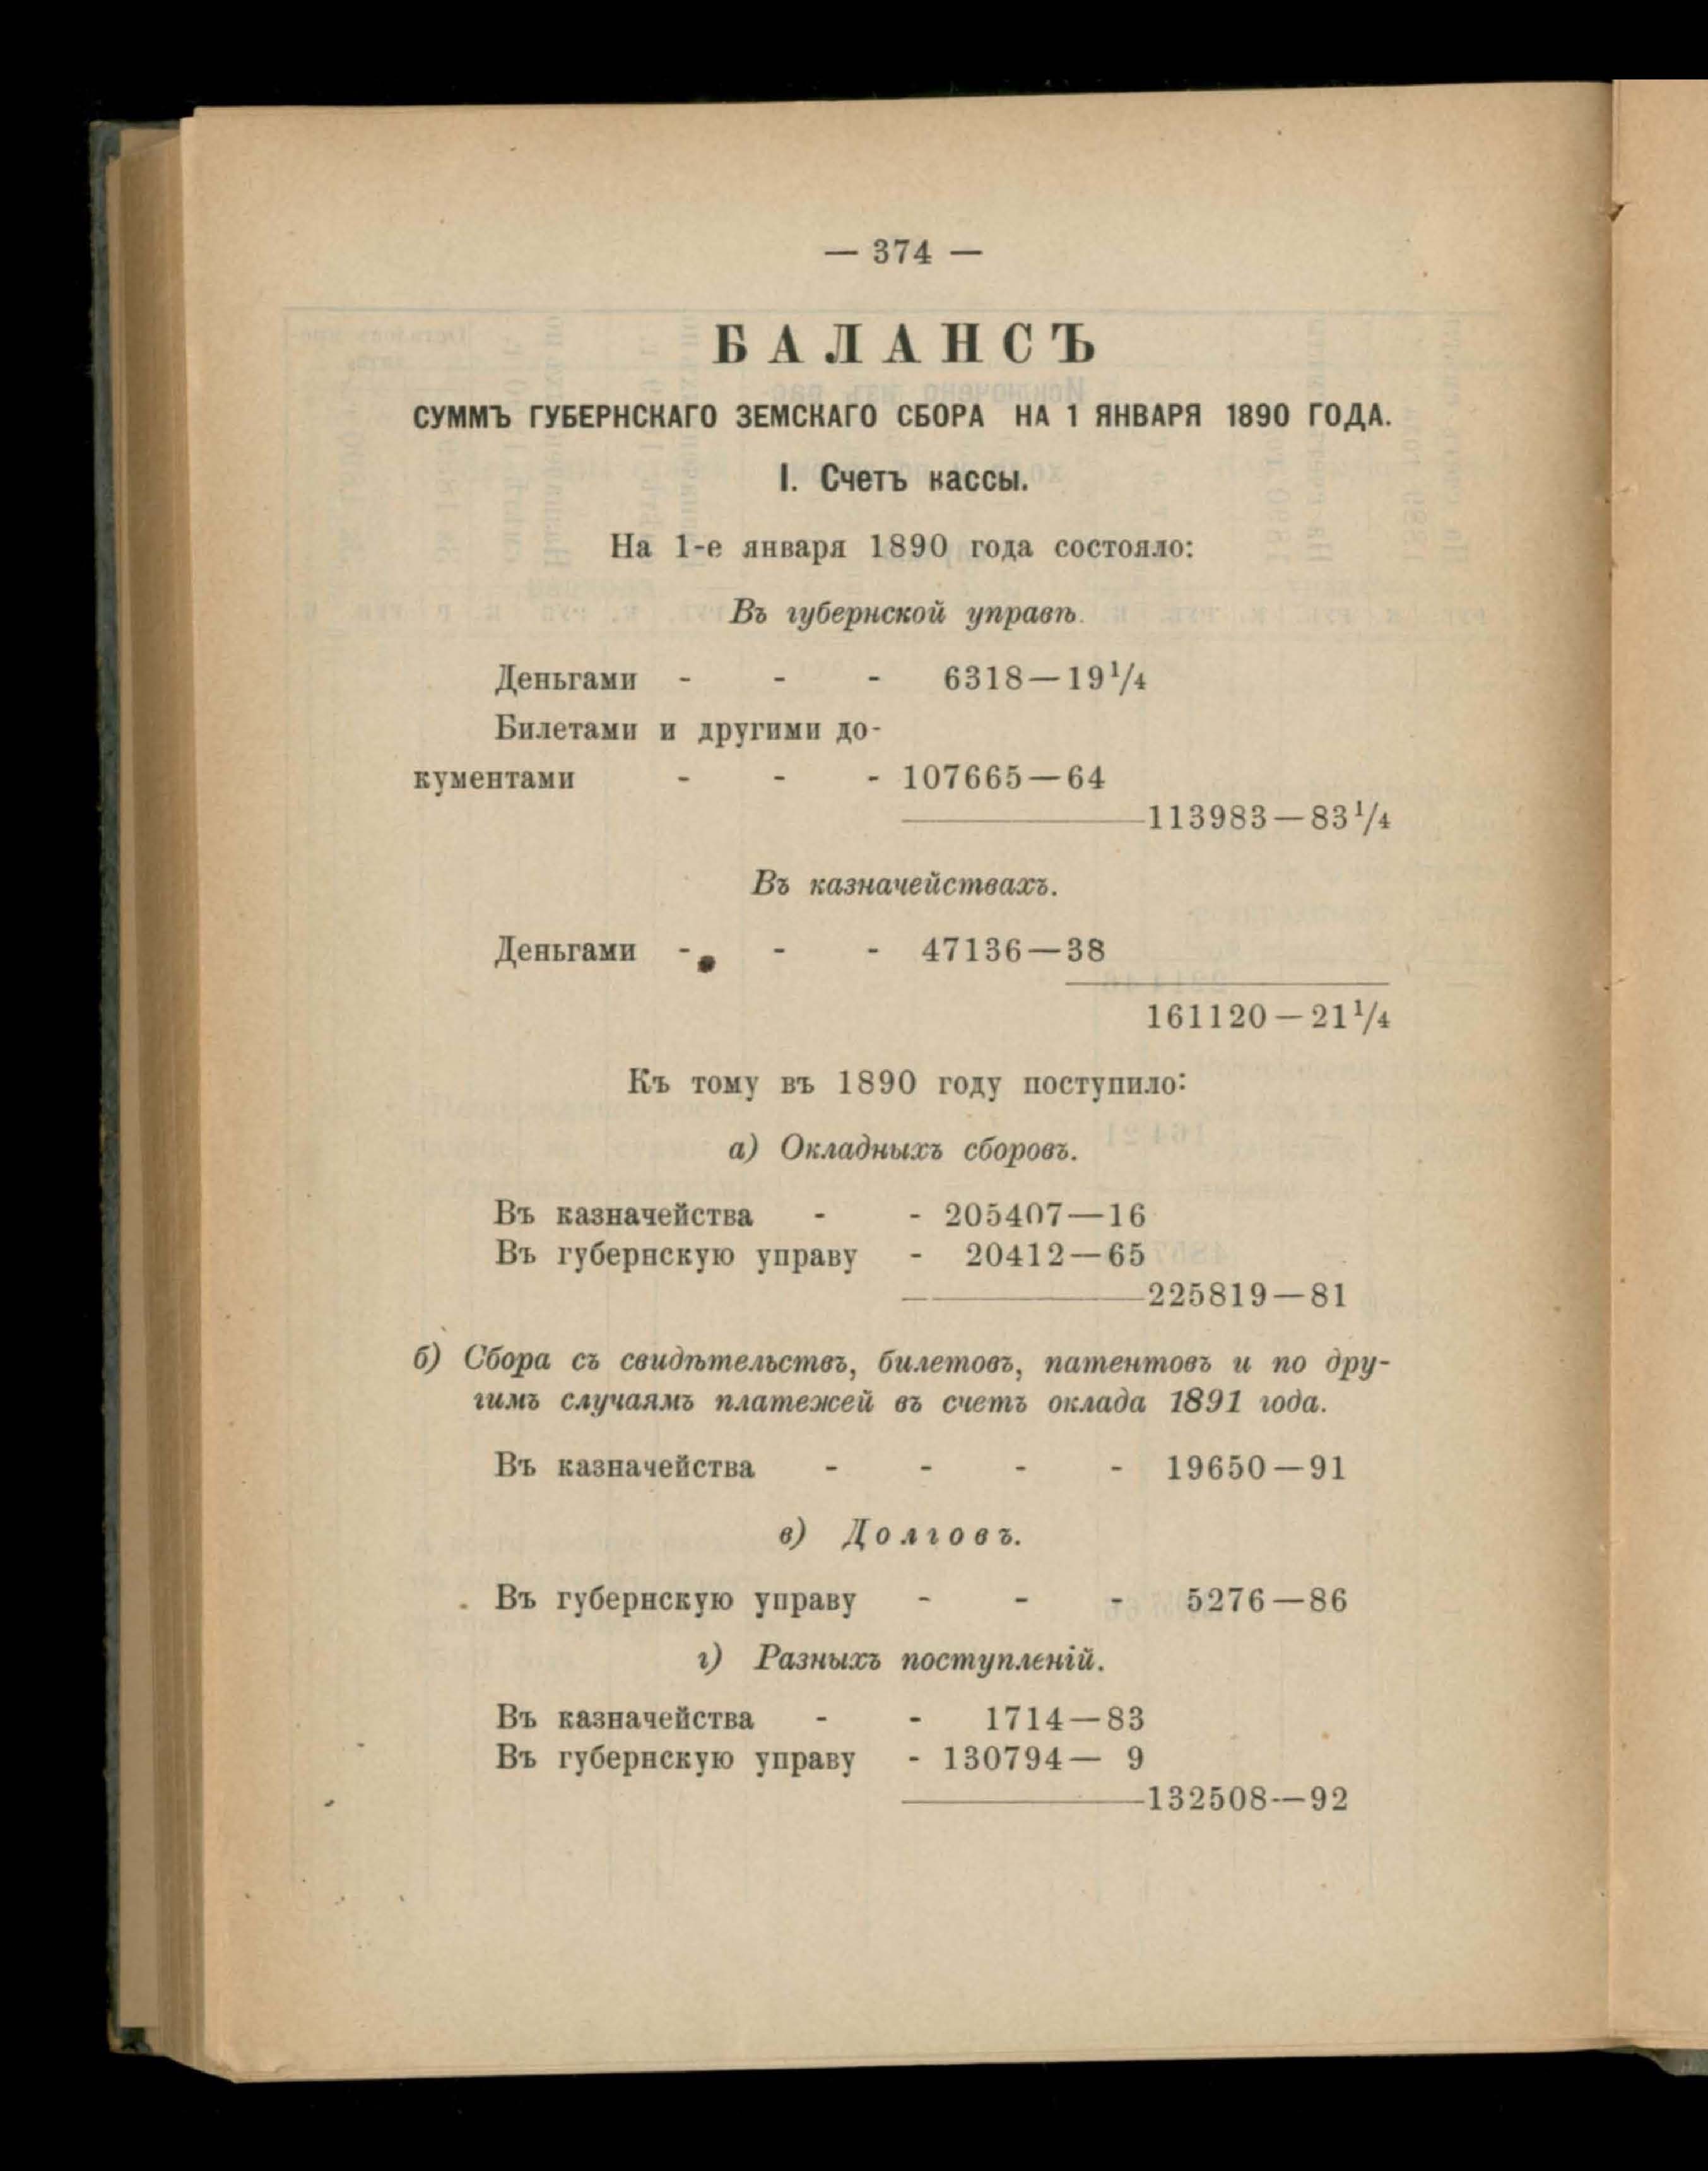 — 374 —
БАЛАНСЪ
СУММЪ ГУБЕРНСКАГО ЗЕМСКАГО СБОРА НА 1 ЯНВАРЯ 1890 ГОДА.
I. Счетъ кассы.
На 1-е января 1890 года состояло:
Въ губернской управѣ.
Деньгами - - - 6318—19¹/₄
Билетами и другими до-
кументами - - - 107665—64
113983—83¹/₄
Въ казначействахъ.
Деньгами - - - 47136—38
161120—21¹/₄
Къ тому въ 1890 году поступило:
а) Окладныхъ сборовъ.
Въ казначейства - - 205407—16
Въ губернскую управу - 20412—65
225819—81
б) Сбора съ свидѣтельствъ, билетовъ, патентовъ и по дру-
гимъ случаямъ платежей въ счетъ оклада 1891 года.
Въ казначейства - - - - 19650—91
в) Долговъ.
Въ губернскую управу - - - 5276—86
г) Разныхъ поступленій.
Въ казначейства - - 1714—83
Въ губернскую управу - 130794— 9
132508—92